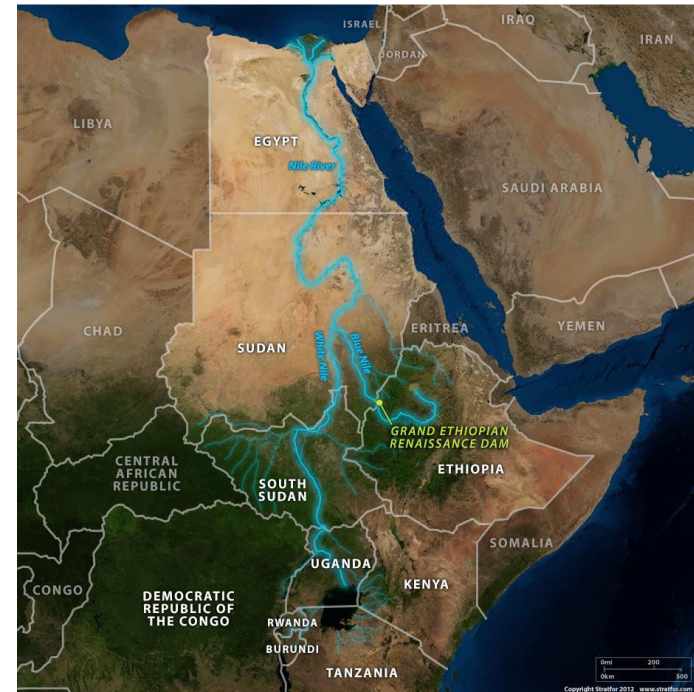 ISRAEL
IRAQ
IRAN
JORDAN
LIBYA
EGYPT
Nile River
SAUDI ARABIA
CHAD
SUDAN
White Nile
Blue Nile
ERITREA
YEMEN
GRAND ETHIOPIAN
RENAISSANCE DAM
CENTRAL
AFRICAN
REPUBLIC
ETHIOPIA
SOUTH
SUDAN
SOMALIA
UGANDA
KENYA
CONGO
DEMOCRATIC
REPUBLIC OF
THE CONGO
RWANDA
BURUNDI
TANZANIA
0mi 200
0km 500
Copyright Stratfor 2012 www.stratfor.com